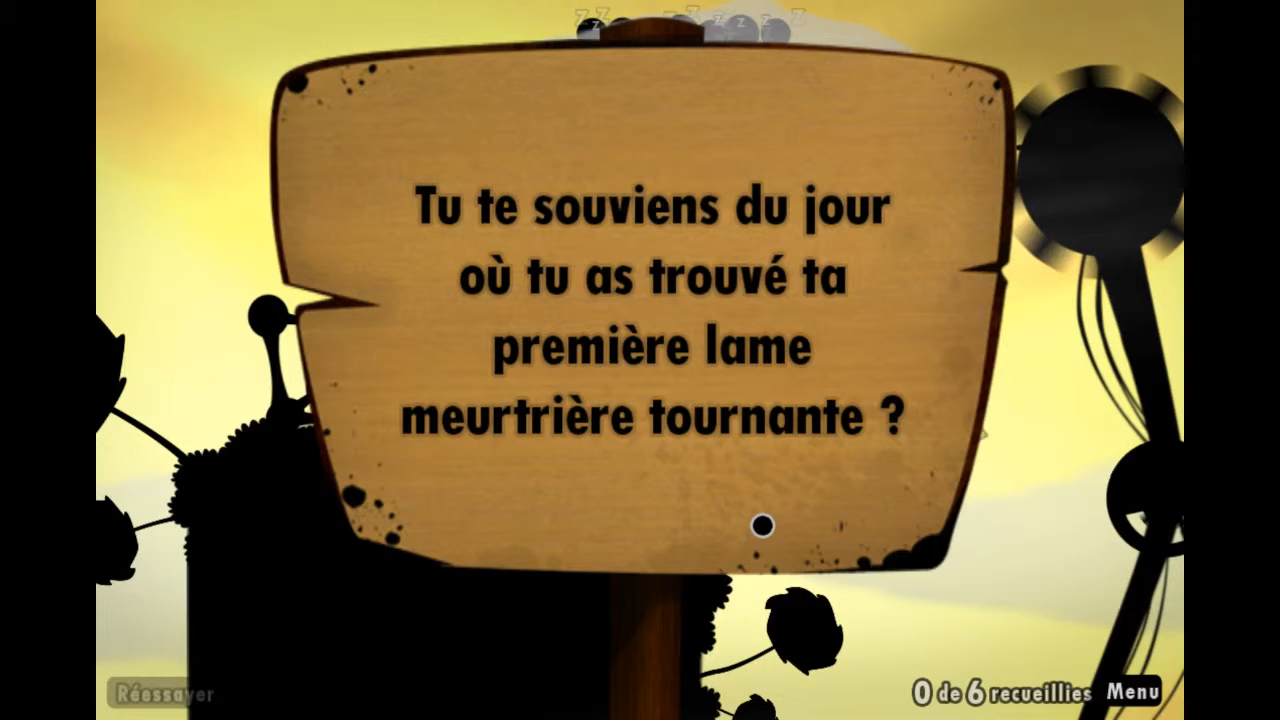 z z z z z z z z
Tu te souviens du jour
où tu as trouvé ta
première lame
meurtrière tournante ?
Réessayer
0 de 6 recueillies Menu